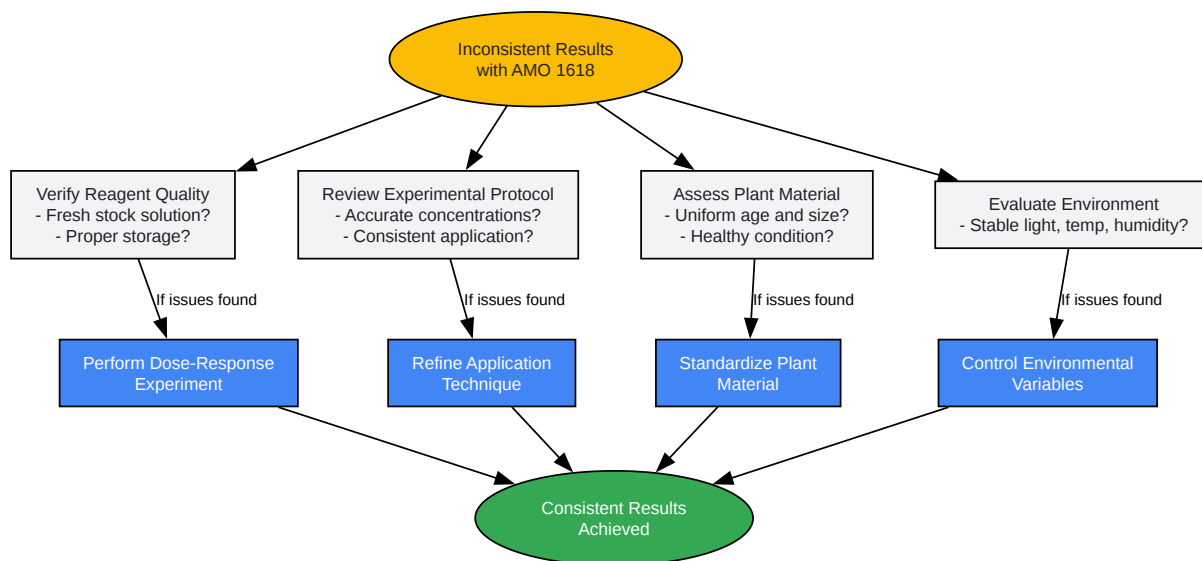 Inconsistent Results
with AMO 1618
Verify Reagent Quality
- Fresh stock solution?
- Proper storage?
Review Experimental Protocol
- Accurate concentrations?
- Consistent application?
Assess Plant Material
- Uniform age and size?
- Healthy condition?
Evaluate Environment
- Stable light, temp, humidity?
If issues found
If issues found
If issues found
If issues found
Perform Dose-Response
Experiment
Refine Application
Technique
Standardize Plant
Material
Control Environmental
Variables
Consistent Results
Achieved